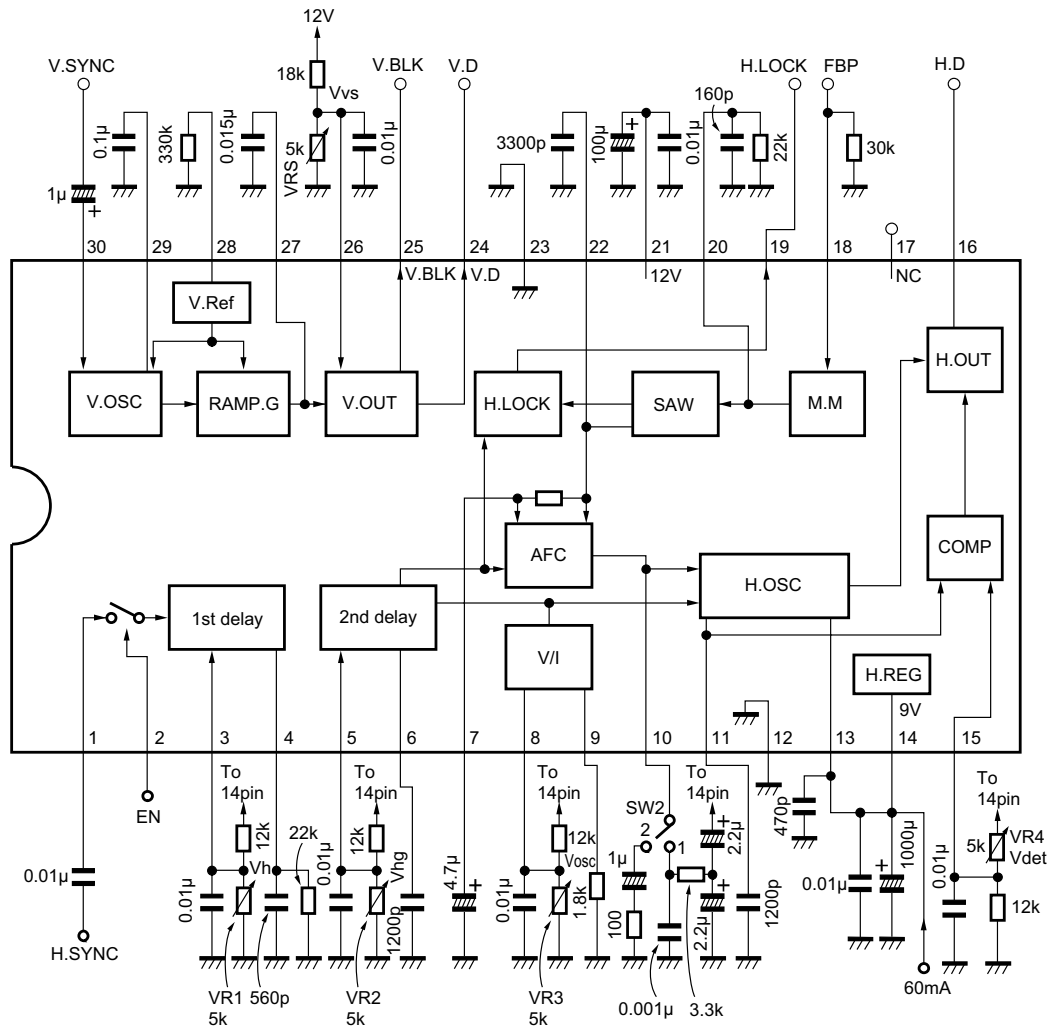 12V
V.SYNC
18k
Vvs
V.BLK
V.D
H.LOCK
FBP
H.D
160p
0.1μ
330k
0.015μ
5k
VRS
0.01μ
3300p
100μ
+
0.01μ
22k
30k
1μ
+
30 29 28 27 26 25 24 23 22 21 20 19 18 17 16
V.BLK
V.D
12V
NC
V.Ref
V.OSC
RAMP.G
V.OUT
H.LOCK
SAW
M.M
H.OUT
AFC
COMP
1st delay
2nd delay
H.OSC
V/I
H.REG
9V
1 2 3 4 5 6 7 8 9 10 11 12 13 14 15
To
14pin
To
14pin
To
14pin
To
14pin
To
14pin
EN
12k
22k
0.01μ
12k
12k
SW2
2
1
+
2.2μ
470p
VR4
5k
Vdet
Vh
Vhg
Vosc
0.01μ
0.01μ
1200p
4.7μ
+
0.01μ
1.8k
1μ
100
+
2.2μ
1200p
0.01μ
+
1000μ
0.01μ
12k
H.SYNC
VR1
5k
560p
VR2
5k
VR3
5k
0.001μ
3.3k
60mA